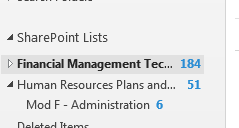 SharePoint Lists
Financial Management Tec... 184
Human Resources Plans and... 51
Mod F - Administration 6
Deleted Items